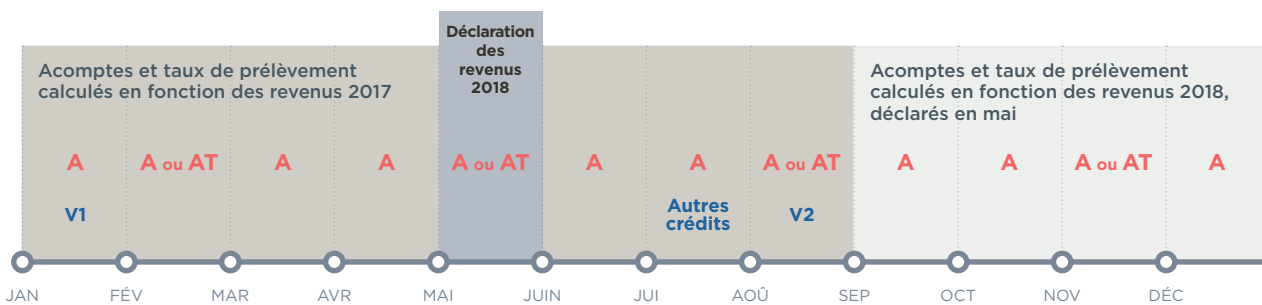 Déclaration
des
revenus
2018
Acomptes et taux de prélèvement
calculés en fonction des revenus 2017
Acomptes et taux de prélèvement
calculés en fonction des revenus 2018,
déclarés en mai
A A ou AT A A A ou AT A A A ou AT A A A ou AT A
V1 Autres
crédits V2
JAN FÉV MAR AVR MAI JUIN JUI AOÛ SEP OCT NOV DÉC